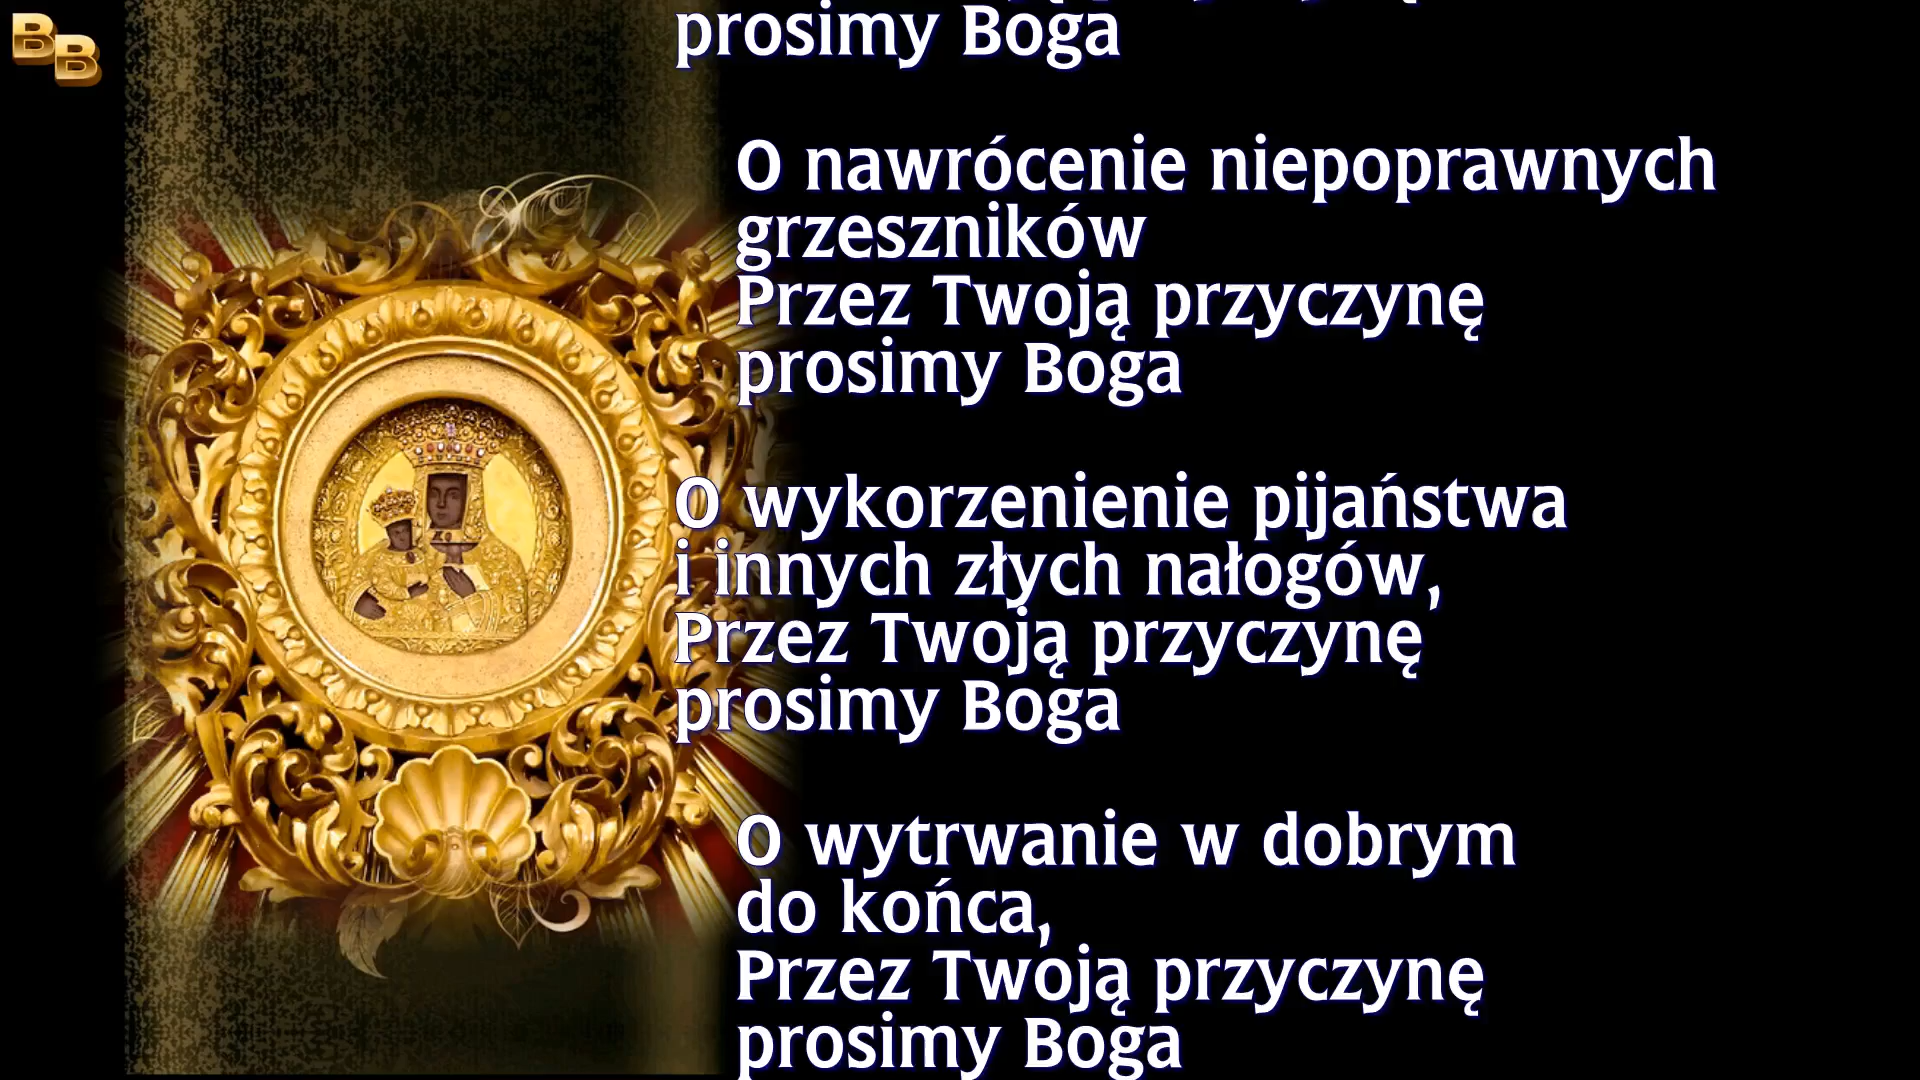 BB
prosimy Boga
O nawrócenie niepoprawnych
grzeszników
Przez Twoją przyczynę
prosimy Boga
O wykorzenienie pijaństwa
i innych złych nałogów,
Przez Twoją przyczynę
prosimy Boga
O wytrwanie w dobrym
do końca,
Przez Twoją przyczynę
prosimy Boga